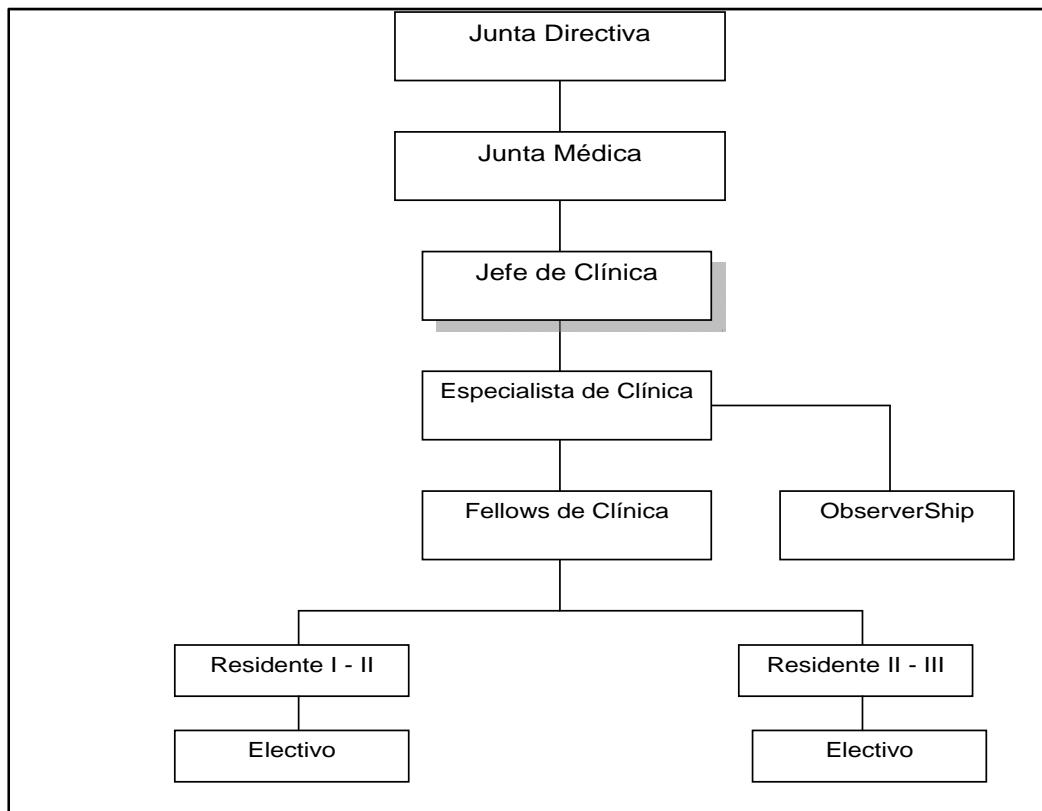 Junta Directiva
Junta Médica
Jefe de Clínica
Especialista de Clínica
Fellows de Clínica
ObserverShip
Residente I - II
Residente II - III
Electivo
Electivo